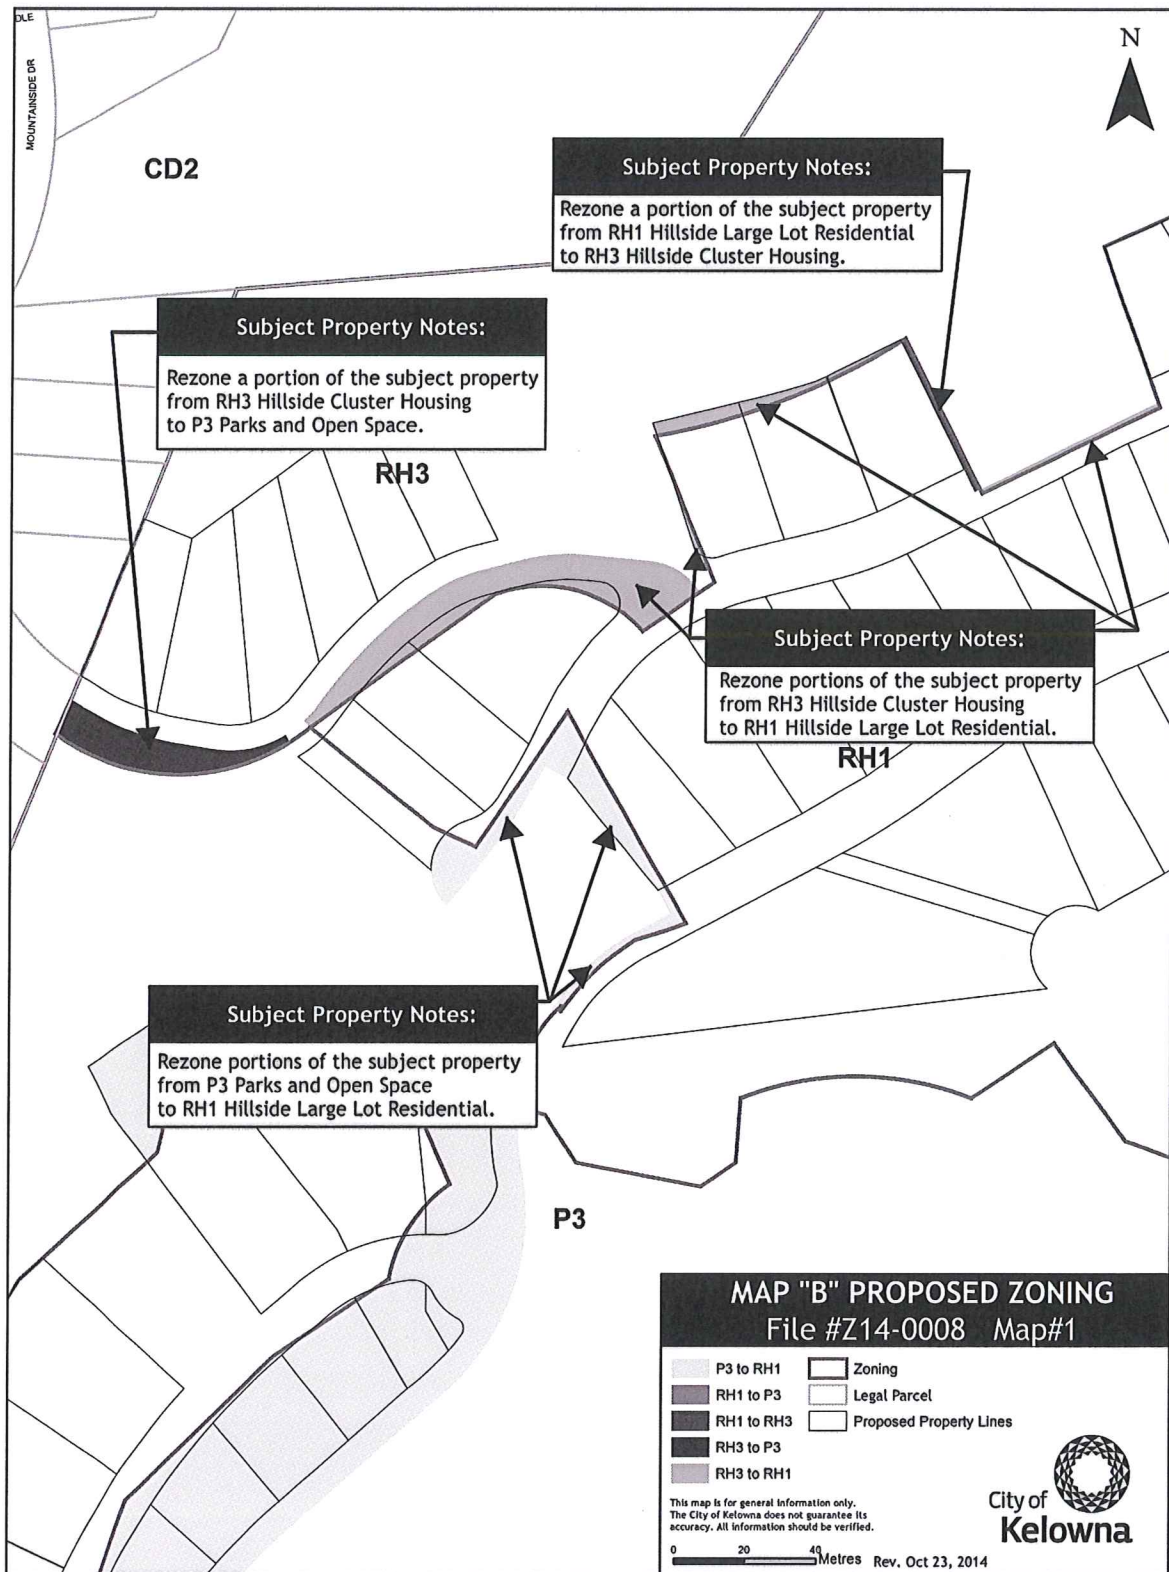 DLE
MOUNTAINSIDE DR
N
CD2
Subject Property Notes:
Rezone a portion of the subject property
from RH1 Hillside Large Lot Residential
to RH3 Hillside Cluster Housing.
Subject Property Notes:
Rezone a portion of the subject property
from RH3 Hillside Cluster Housing
to P3 Parks and Open Space.
RH3
Subject Property Notes:
Rezone portions of the subject property
from RH3 Hillside Cluster Housing
to RH1 Hillside Large Lot Residential.
RH1
Subject Property Notes:
Rezone portions of the subject property
from P3 Parks and Open Space
to RH1 Hillside Large Lot Residential.
P3
MAP "B" PROPOSED ZONING
File #Z14-0008 Map#1
P3 to RH1
RH1 to P3
RH1 to RH3
RH3 to P3
RH3 to RH1
Zoning
Legal Parcel
Proposed Property Lines
This map is for general information only.
The City of Kelowna does not guarantee its
accuracy. All information should be verified.
0 20 40 Metres
Rev. Oct 23, 2014
City of
Kelowna